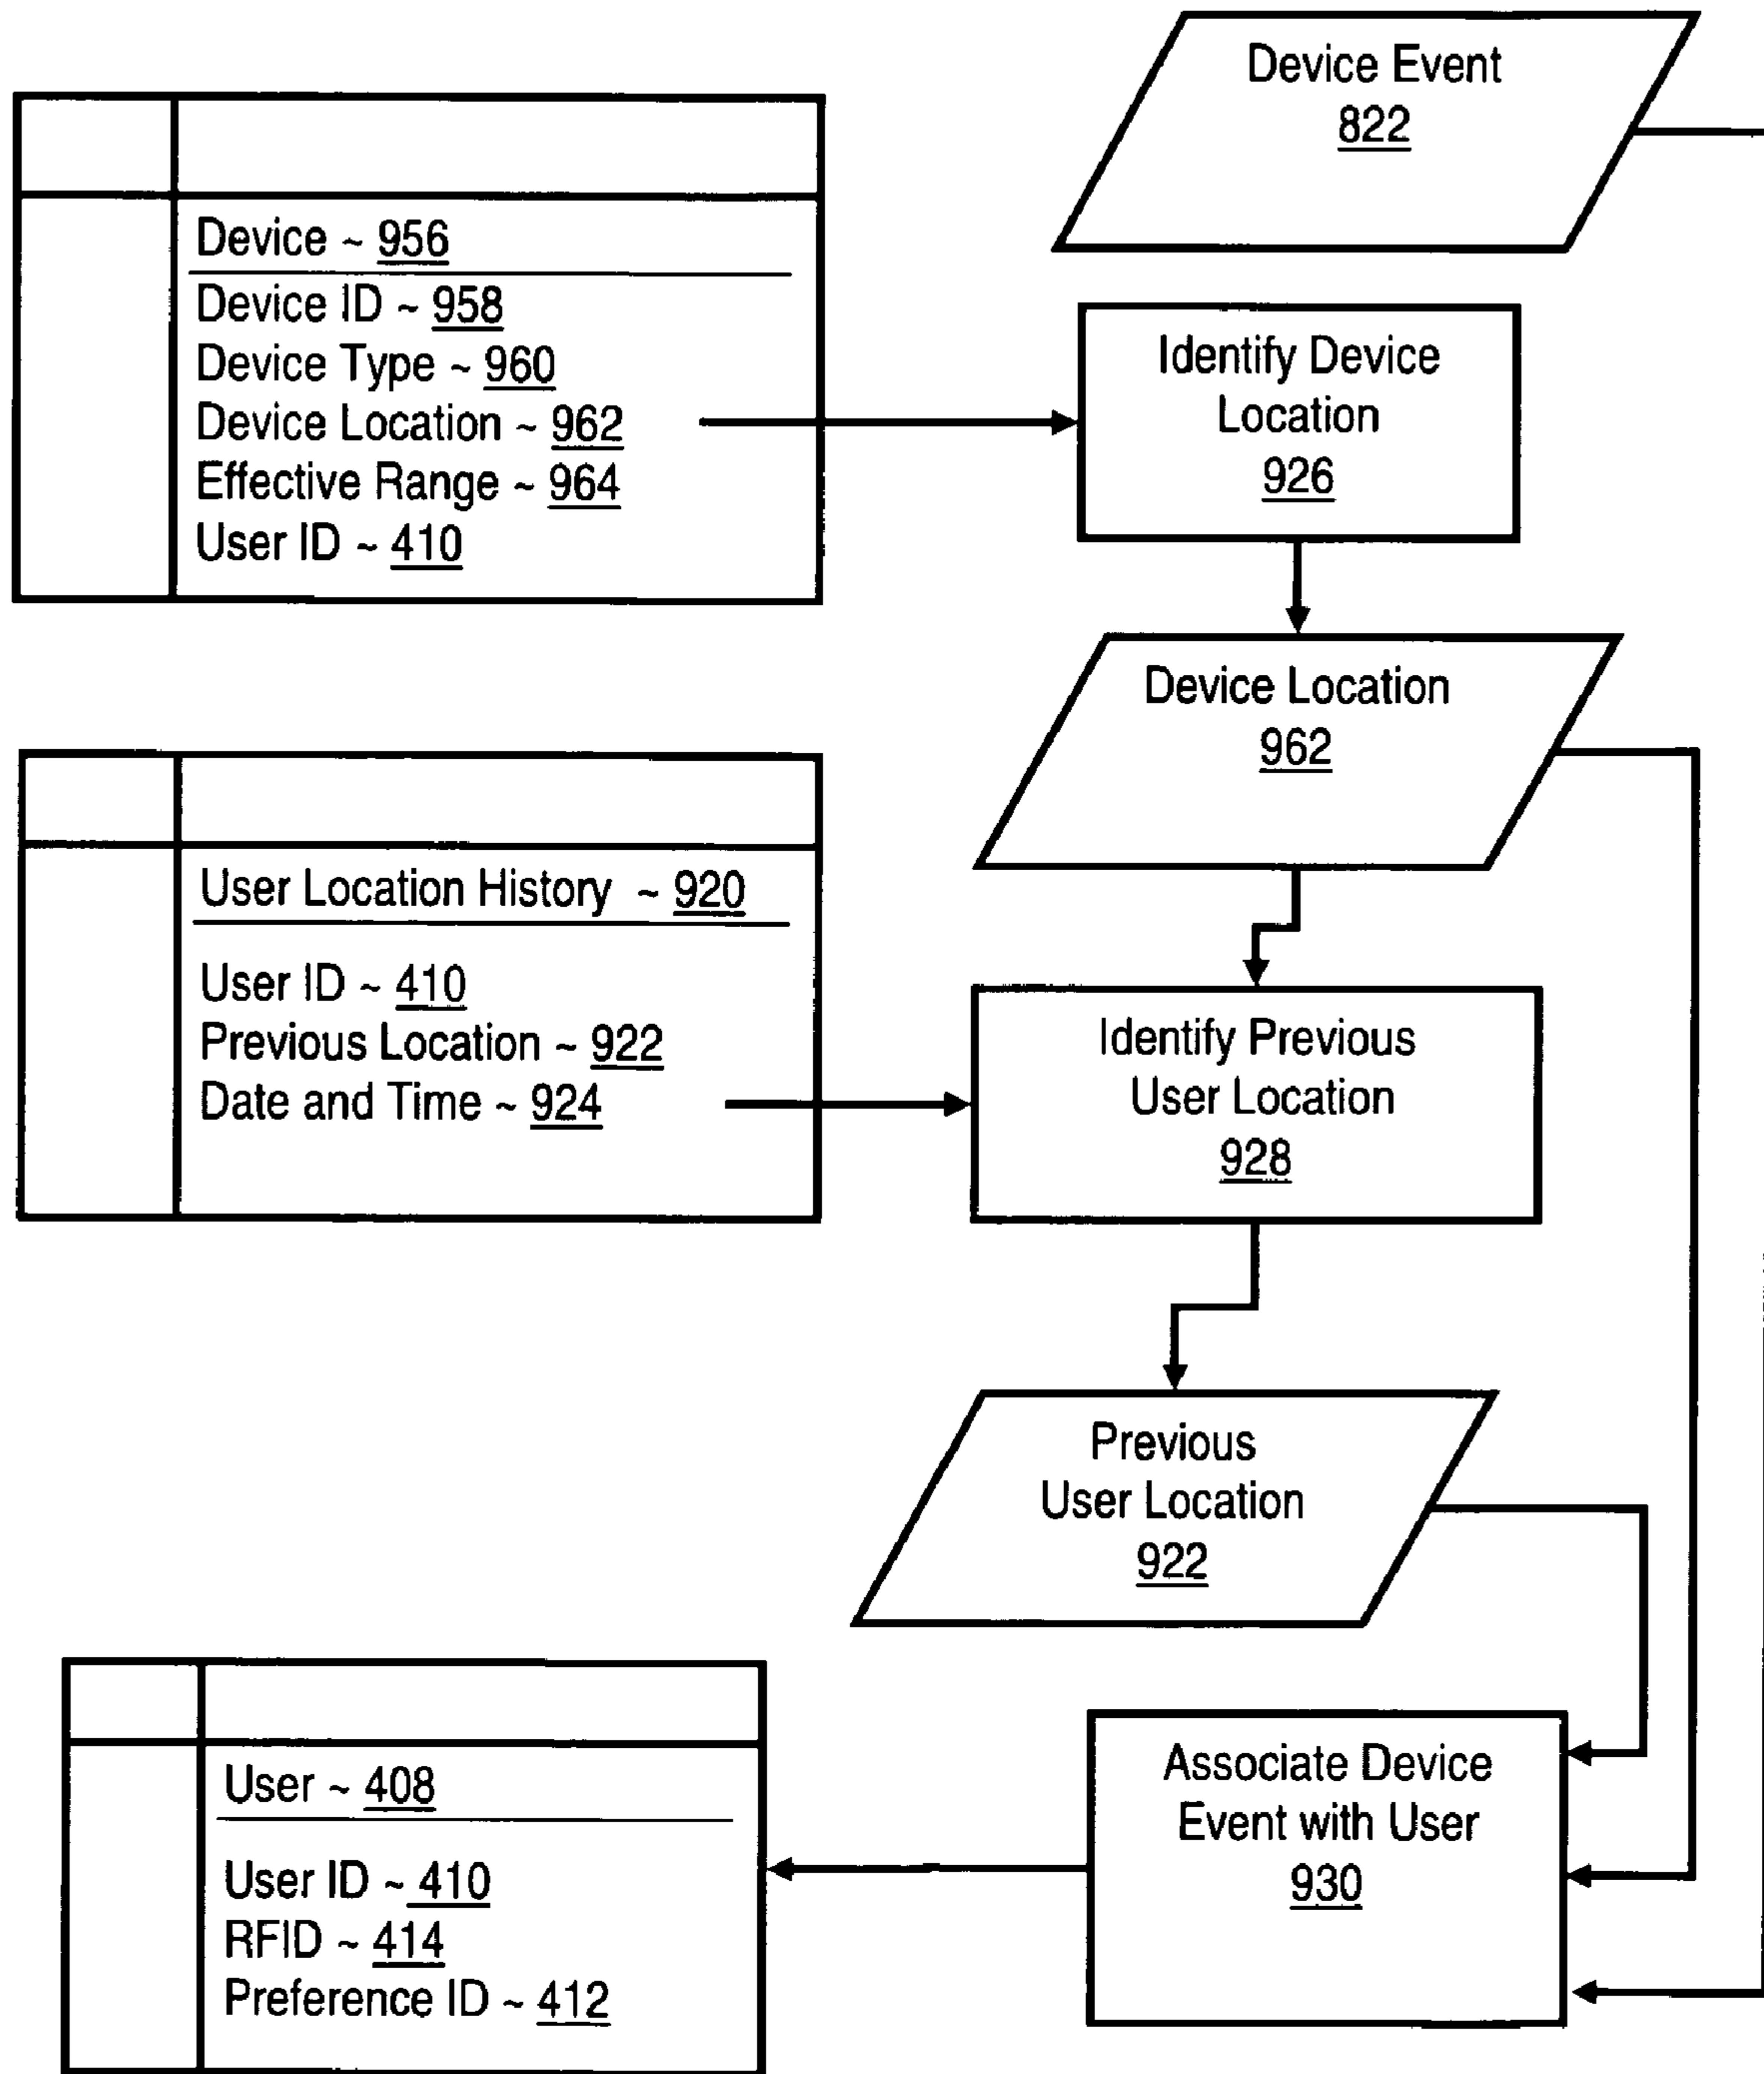 Device Event
822
Device ~ 956
Device ID ~ 958
Device Type ~ 960
Device Location ~ 962
Effective Range ~ 964
User ID ~ 410
Identify Device
Location
926
Device Location
962
User Location History ~ 920
User ID ~ 410
Previous Location ~ 922
Date and Time ~ 924
Identify Previous
User Location
928
Previous
User Location
922
User ~ 408
User ID ~ 410
RFID ~ 414
Preference ID ~ 412
Associate Device
Event with User
930